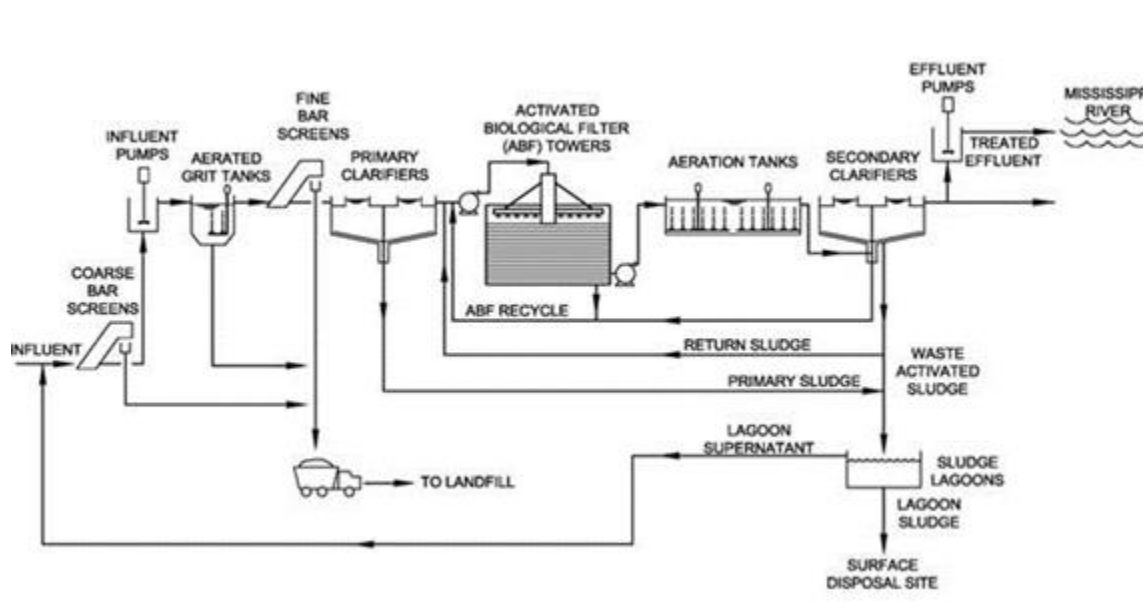 EFFLUENT
PUMPS
MISSISSIPP
RIVER
FINE
BAR
SCREENS
ACTIVATED
BIOLOGICAL FILTER
(ABF) TOWERS
INFLUENT
PUMPS
AERATED
GRIT TANKS
PRIMARY
CLARIFIERS
AERATION TANKS
SECONDARY
CLARIFIERS
TREATED
EFFLUENT
COARSE
BAR
SCREENS
ABF RECYCLE
INFLUENT
RETURN SLUDGE
WASTE
ACTIVATED
SLUDGE
PRIMARY SLUDGE
LAGOON
SUPERNATANT
SLUDGE
LAGOONS
TO LANDFILL
LAGOON
SLUDGE
SURFACE
DISPOSAL SITE